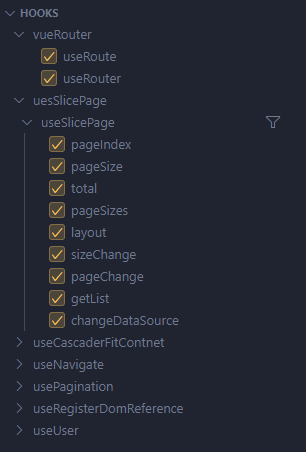 HOOKS
vueRouter
useRoute
useRouter
uesSlicePage
useSlicePage
pageIndex
pageSize
total
pageSizes
layout
sizeChange
pageChange
getList
changeDataSource
useCascaderFitContnet
useNavigate
usePagination
useRegisterDomReference
useUser